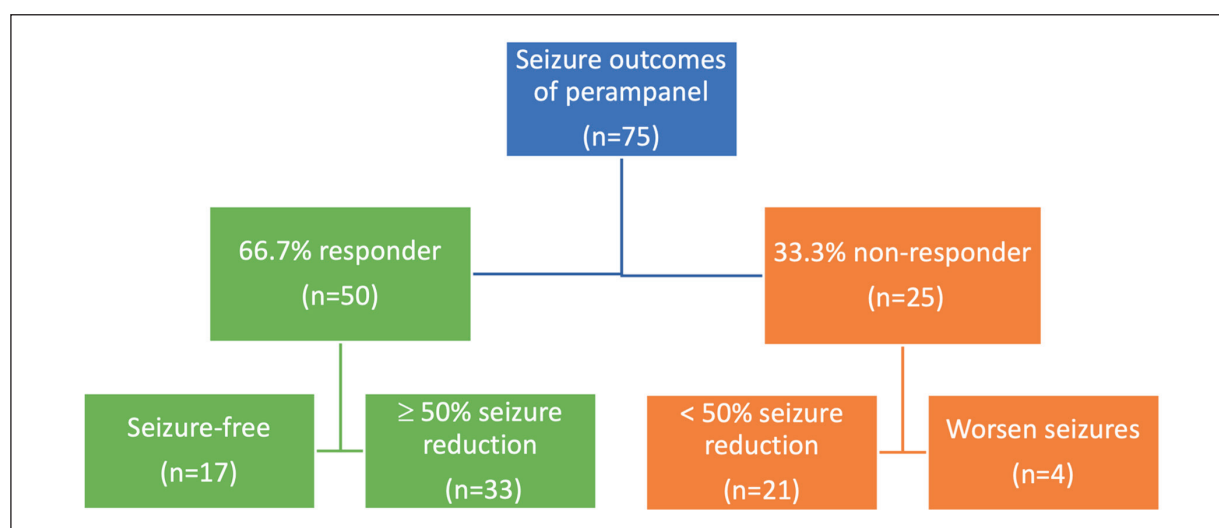 Seizure outcomes
of perampanel
(n=75)
66.7% responder
(n=50)
33.3% non-responder
(n=25)
Seizure-free
(n=17)
≥ 50% seizure
reduction
(n=33)
< 50% seizure
reduction
(n=21)
Worsen seizures
(n=4)